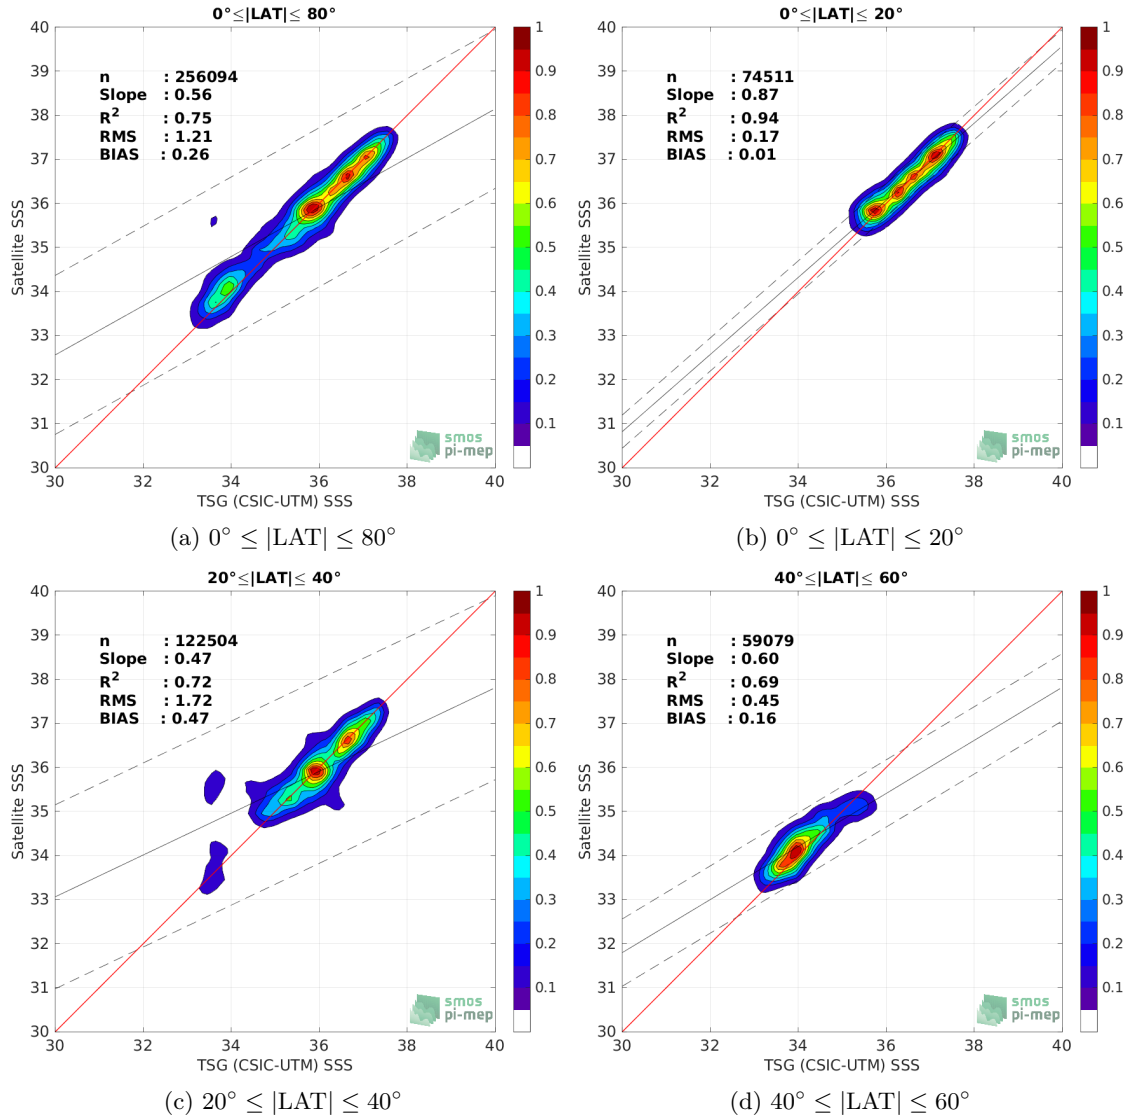 0°≤|LAT|≤ 80°
40
39
38
37
36
35
34
33
32
31
30
n : 256094
Slope : 0.56
R² : 0.75
RMS : 1.21
BIAS : 0.26
Satellite SSS
smos
pi-mep
30 32 34 36 38 40
TSG (CSIC-UTM) SSS
1
0.9
0.8
0.7
0.6
0.5
0.4
0.3
0.2
0.1
(a) 0° ≤ |LAT| ≤ 80°
0°≤|LAT|≤ 20°
40
39
38
37
36
35
34
33
32
31
30
n : 74511
Slope : 0.87
R² : 0.94
RMS : 0.17
BIAS : 0.01
Satellite SSS
smos
pi-mep
30 32 34 36 38 40
TSG (CSIC-UTM) SSS
1
0.9
0.8
0.7
0.6
0.5
0.4
0.3
0.2
0.1
(b) 0° ≤ |LAT| ≤ 20°
20°≤|LAT|≤ 40°
40
39
38
37
36
35
34
33
32
31
30
n : 122504
Slope : 0.47
R² : 0.72
RMS : 1.72
BIAS : 0.47
Satellite SSS
smos
pi-mep
30 32 34 36 38 40
TSG (CSIC-UTM) SSS
1
0.9
0.8
0.7
0.6
0.5
0.4
0.3
0.2
0.1
(c) 20° ≤ |LAT| ≤ 40°
40°≤|LAT|≤ 60°
40
39
38
37
36
35
34
33
32
31
30
n : 59079
Slope : 0.60
R² : 0.69
RMS : 0.45
BIAS : 0.16
Satellite SSS
smos
pi-mep
30 32 34 36 38 40
TSG (CSIC-UTM) SSS
1
0.9
0.8
0.7
0.6
0.5
0.4
0.3
0.2
0.1
(d) 40° ≤ |LAT| ≤ 60°